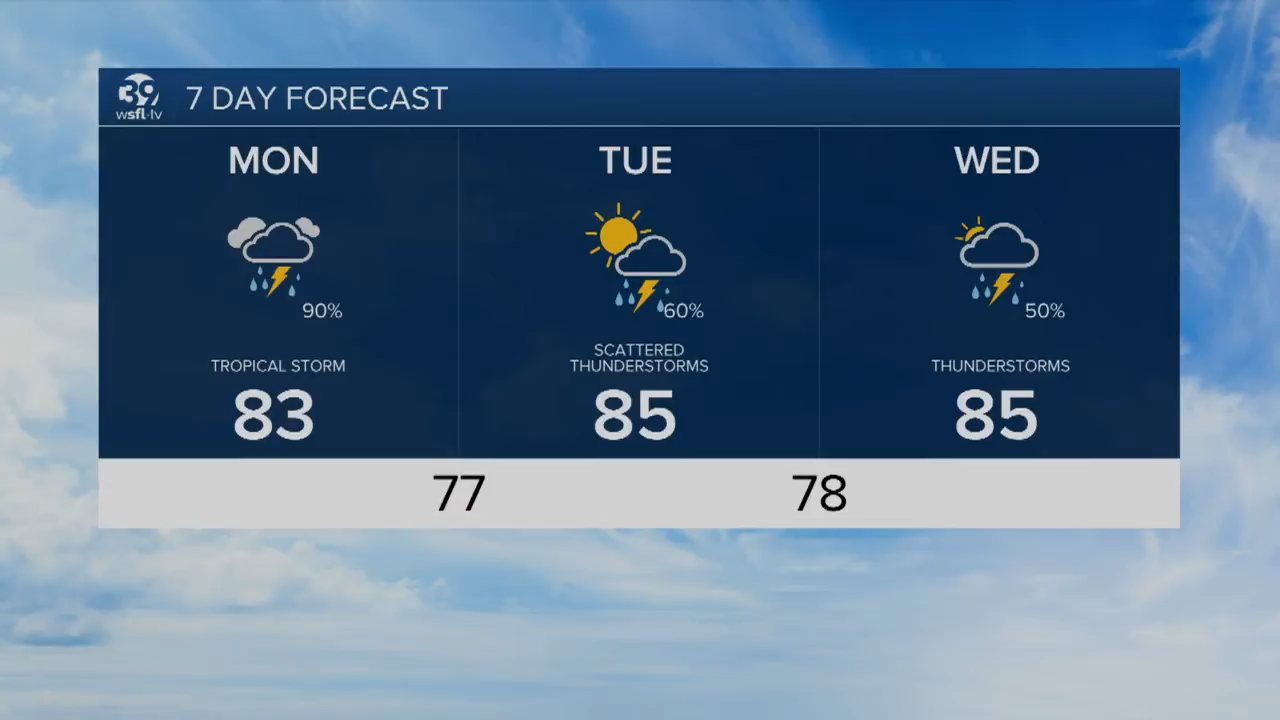 39
wsfl-tv
7 DAY FORECAST
MON
TUE
WED
90%
60%
50%
TROPICAL STORM
SCATTERED
THUNDERSTORMS
THUNDERSTORMS
83
85
85
77
78